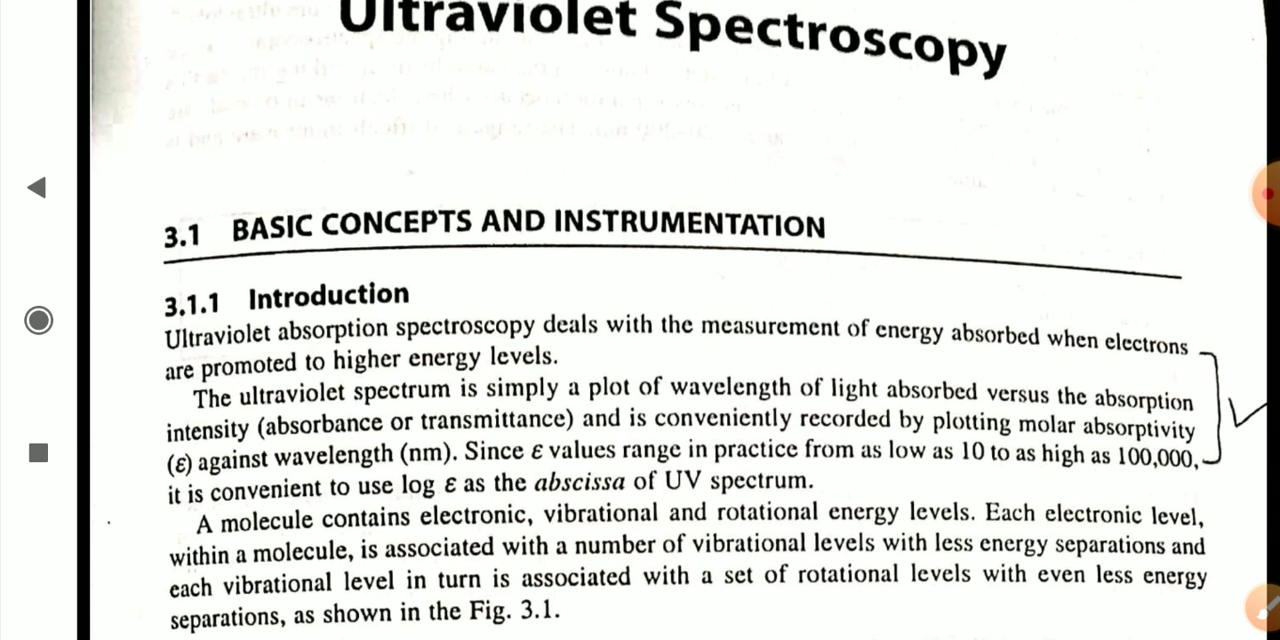 Ultraviolet Spectroscopy
3.1 BASIC CONCEPTS AND INSTRUMENTATION
3.1.1 Introduction
Ultraviolet absorption spectroscopy deals with the measurement of energy absorbed when electrons
are promoted to higher energy levels.
The ultraviolet spectrum is simply a plot of wavelength of light absorbed versus the absorption
intensity (absorbance or transmittance) and is conveniently recorded by plotting molar absorptivity
(ε) against wavelength (nm). Since ε values range in practice from as low as 10 to as high as 100,000,
it is convenient to use log ε as the abscissa of UV spectrum.
A molecule contains electronic, vibrational and rotational energy levels. Each electronic level,
within a molecule, is associated with a number of vibrational levels with less energy separations and
each vibrational level in turn is associated with a set of rotational levels with even less energy
separations, as shown in the Fig. 3.1.